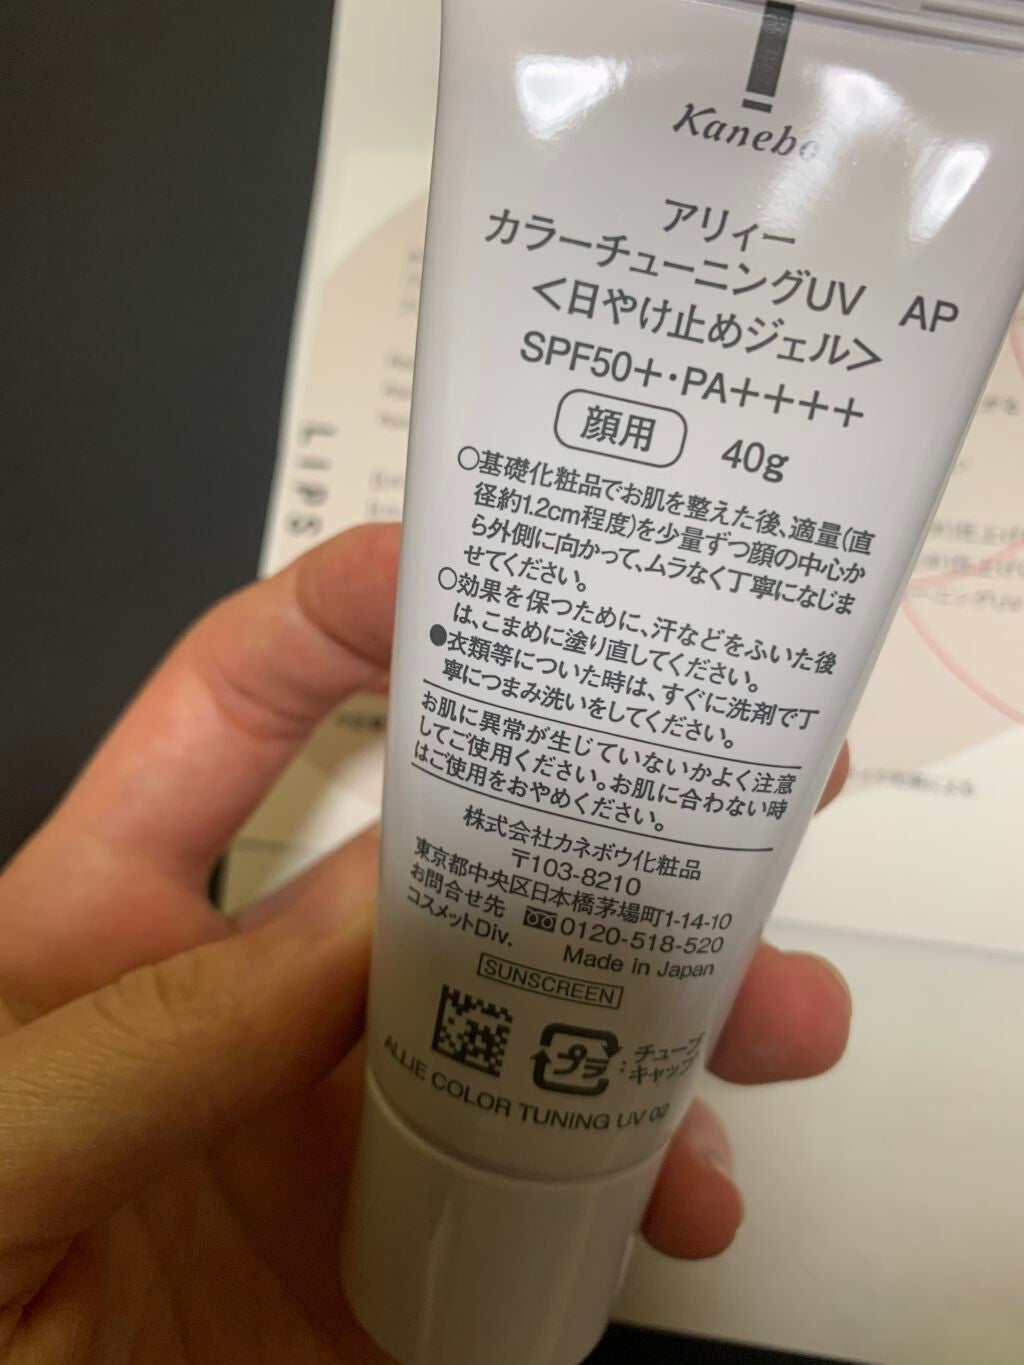 Kanebo
アリィー
カラーチューニングUV AP
<日やけ止めジェル>
SPF50+・PA++++
顔用 40g
○基礎化粧品でお肌を整えた後、適量(直
径約1.2cm程度)を少量ずつ顔の中心か
ら外側に向かって、ムラなく丁寧になじま
せてください。
○効果を保つために、汗などをふいた後
は、こまめに塗り直してください。
●衣類等についた時は、すぐに洗剤で丁
寧につまみ洗いをしてください。
お肌に異常が生じていないかよく注意
してご使用ください。お肌に合わない時
はご使用をおやめください。
株式会社カネボウ化粧品
〒103-8210
東京都中央区日本橋茅場町1-14-10
お問合せ先 0120-518-520
コスメットDiv. Made in Japan
SUNSCREEN
プラ
:チューブ
キャップ
ALLIE COLOR TUNING UV 02
LIPS